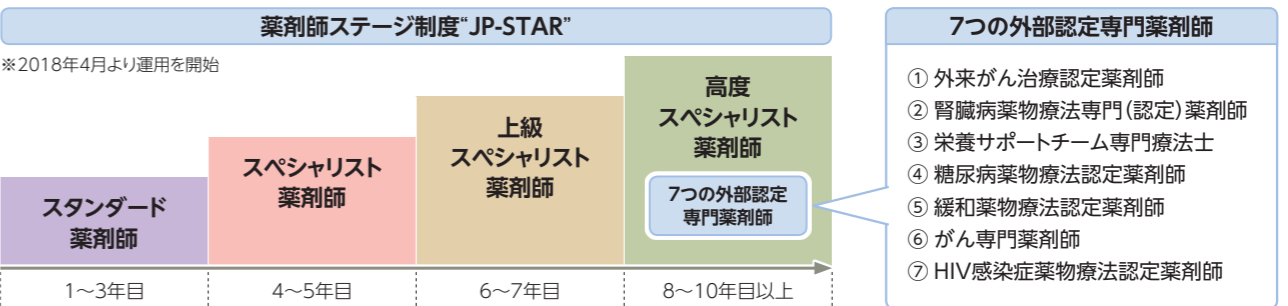 薬剤師ステージ制度“JP-STAR”
※2018年4月より運用を開始
スタンダード
薬剤師
スペシャリスト
薬剤師
上級
スペシャリスト
薬剤師
高度
スペシャリスト
薬剤師
7つの外部認定
専門薬剤師
1〜3年目
4〜5年目
6〜7年目
8〜10年目以上
7つの外部認定専門薬剤師
① 外来がん治療認定薬剤師
② 腎臓病薬物療法専門(認定)薬剤師
③ 栄養サポートチーム専門療法士
④ 糖尿病薬物療法認定薬剤師
⑤ 緩和薬物療法認定薬剤師
⑥ がん専門薬剤師
⑦ HIV感染症薬物療法認定薬剤師